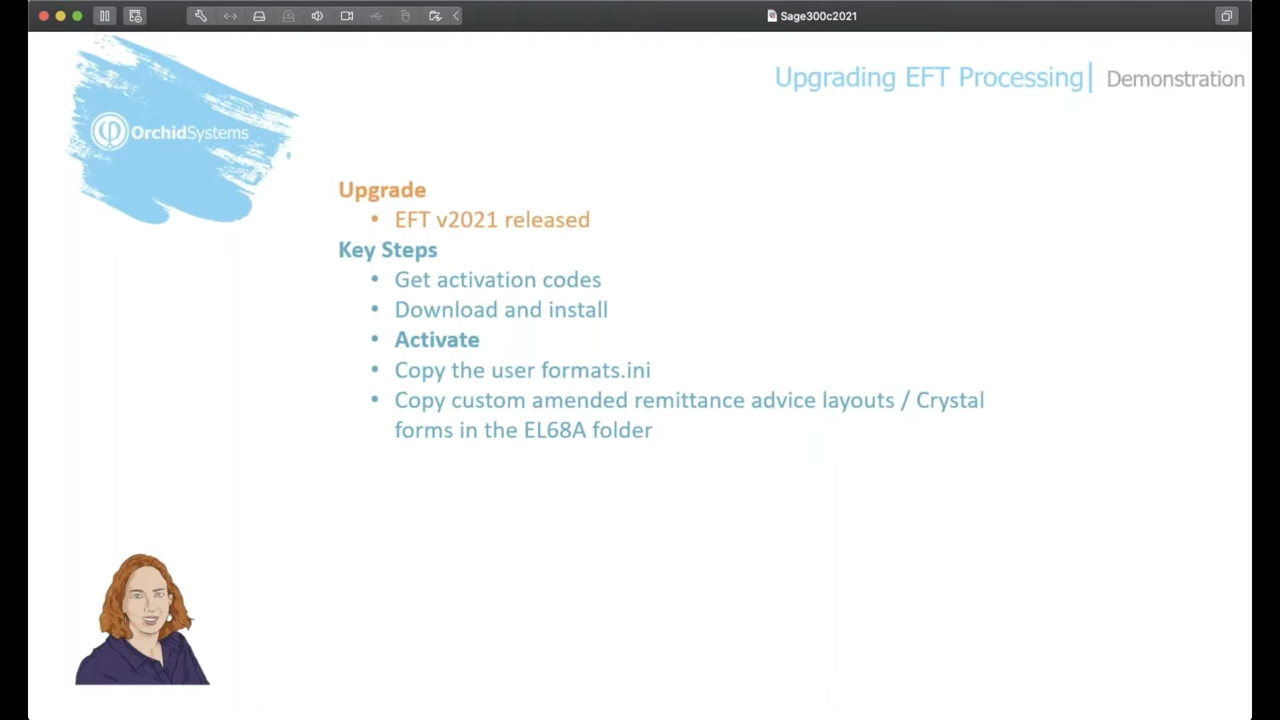 Sage300c2021
Upgrading EFT Processing| Demonstration
OrchidSystems
Upgrade
• EFT v2021 released
Key Steps
• Get activation codes
• Download and install
• Activate
• Copy the user formats.ini
• Copy custom amended remittance advice layouts / Crystal
forms in the EL68A folder